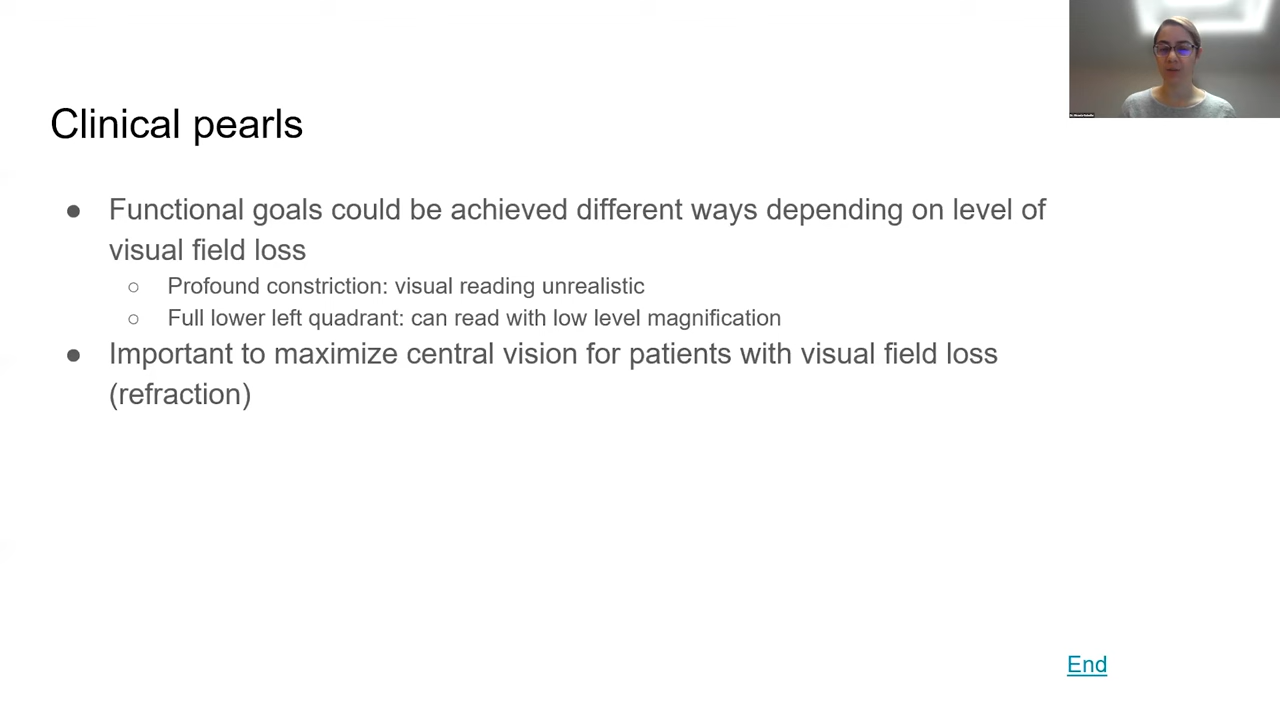 Clinical pearls
● Functional goals could be achieved different ways depending on level of
visual field loss
○ Profound constriction: visual reading unrealistic
○ Full lower left quadrant: can read with low level magnification
● Important to maximize central vision for patients with visual field loss
(refraction)
End